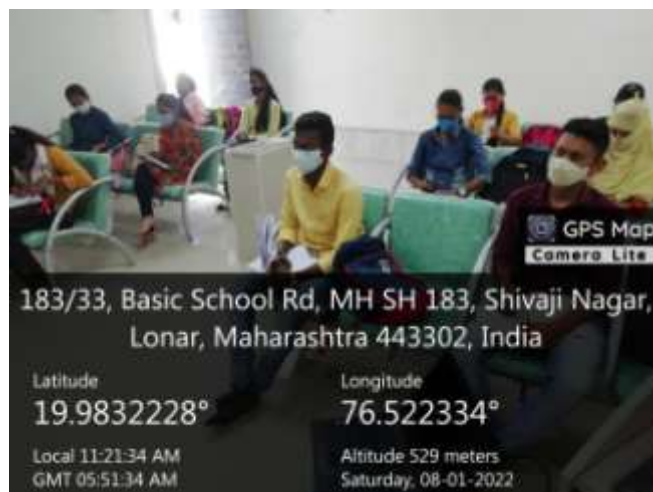 GPS Map
Camera Lite
183/33, Basic School Rd, MH SH 183, Shivaji Nagar,
Lonar, Maharashtra 443302, India
Latitude
19.9832228°
Longitude
76.522334°
Local 11:21:34 AM
GMT 05:51:34 AM
Altitude 529 meters
Saturday, 08-01-2022